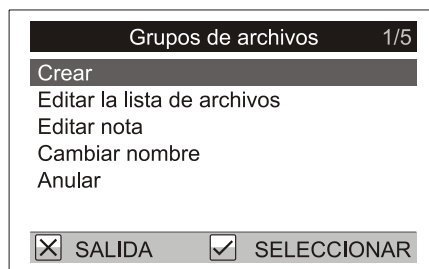 Grupos de archivos 1/5
Crear
Editar la lista de archivos
Editar nota
Cambiar nombre
Anular
SALIDA SELECCIONAR